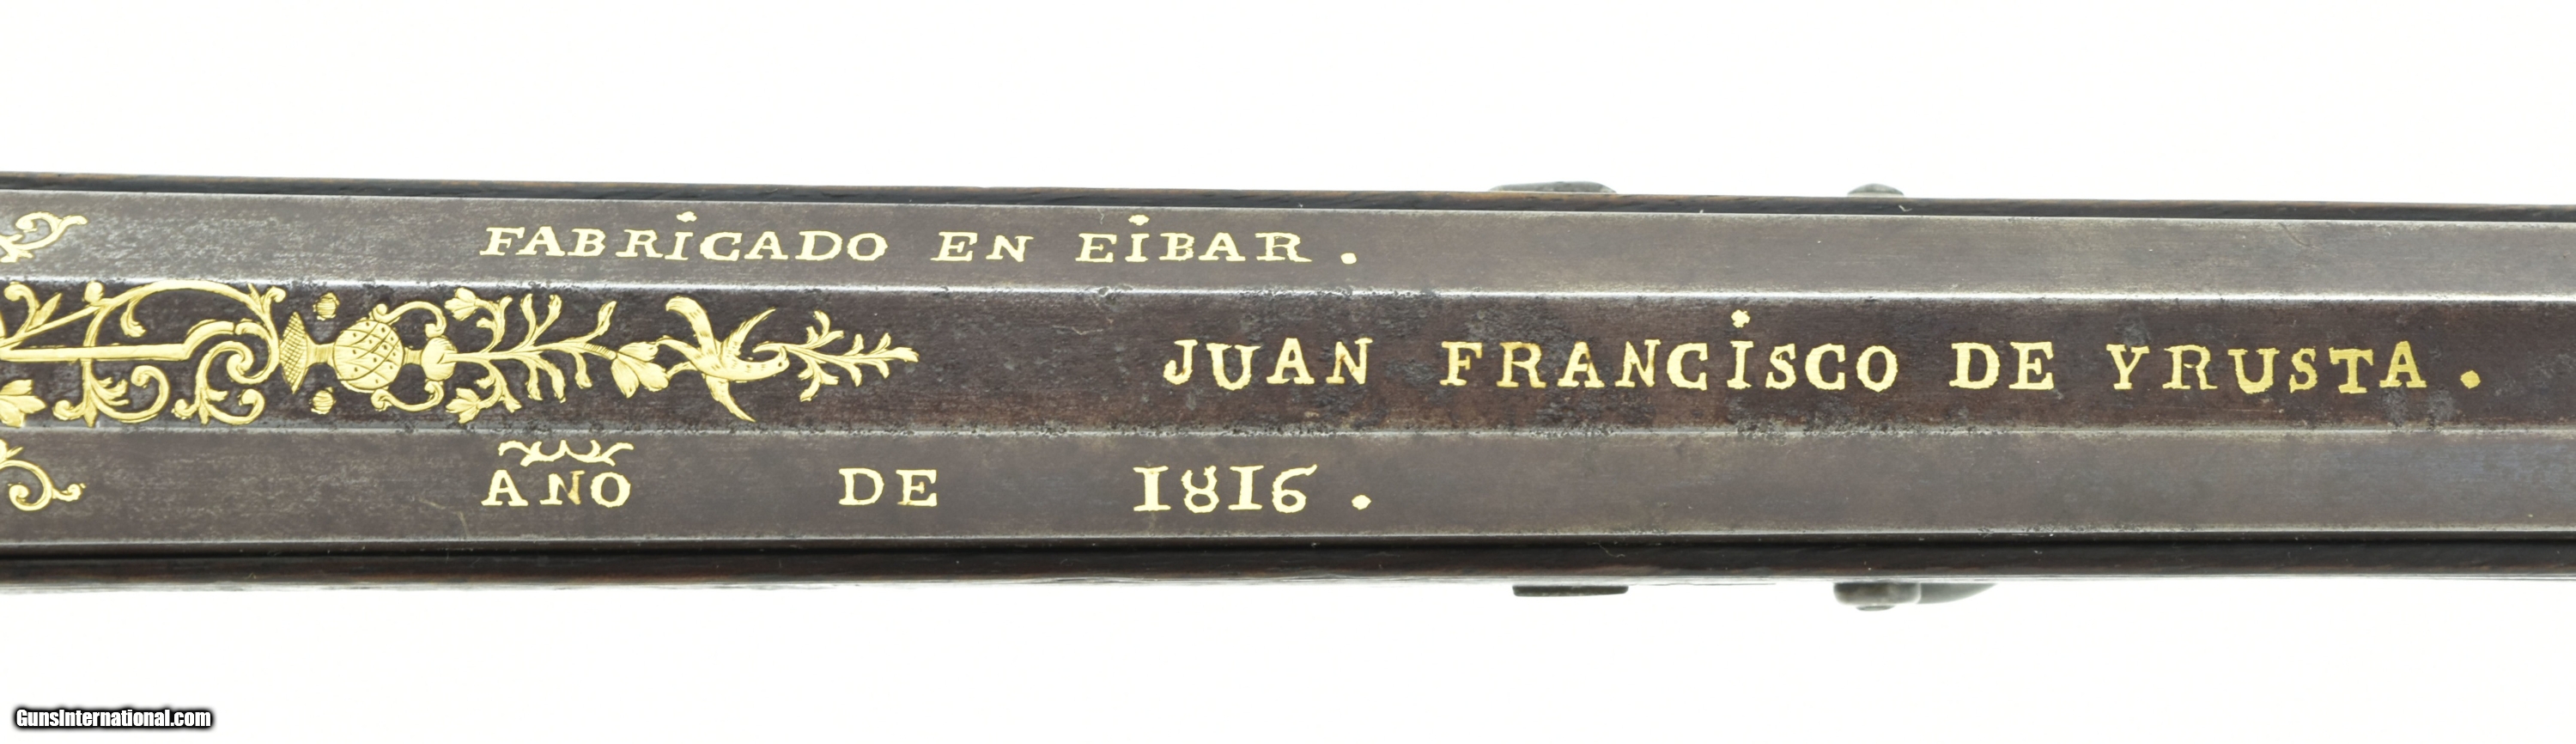 FABRICADO EN EIBAR.
JUAN FRANCISCO DE YRUSTA.
AÑO DE 1816.
GunsInternational.com